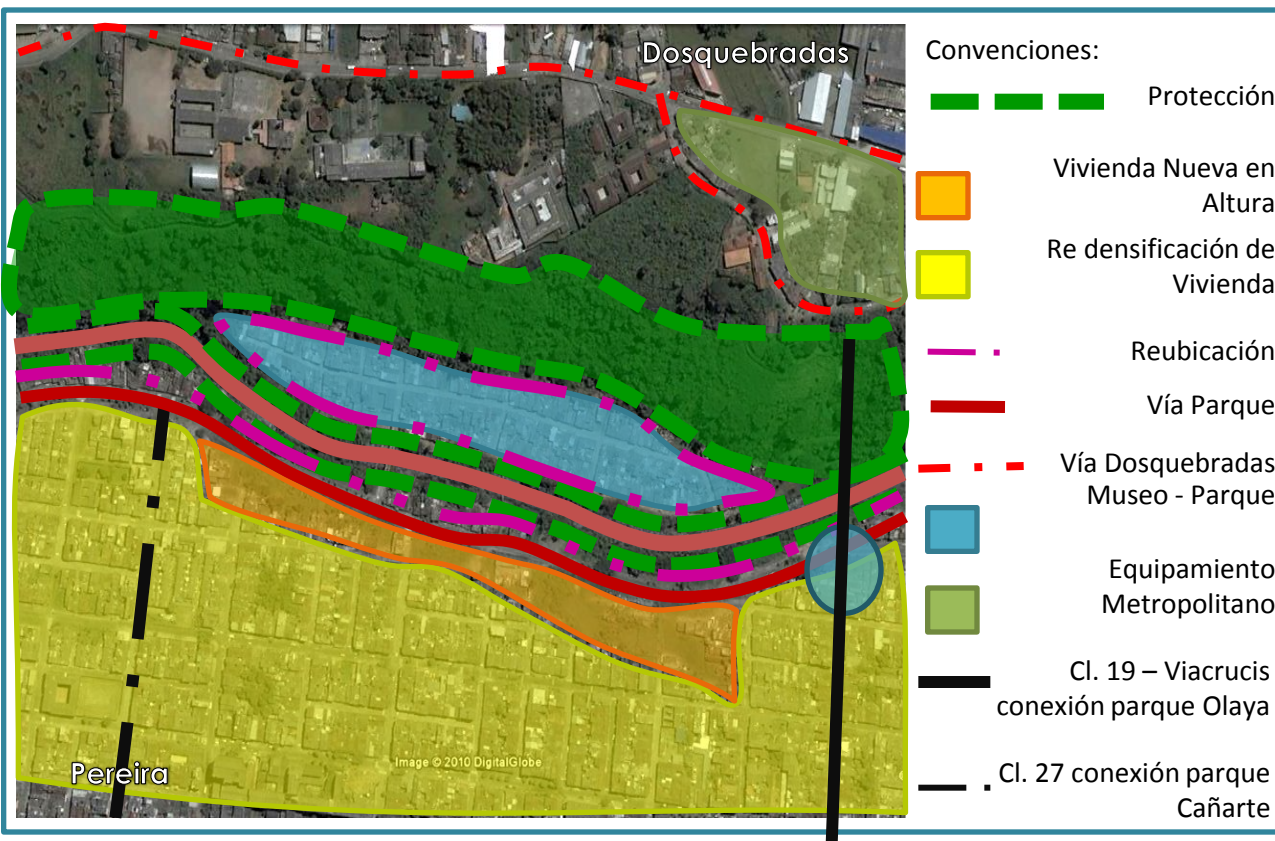 Dosquebradas
Pereira
Image © 2010 DigitalGlobe
Convenciones:
Protección
Vivienda Nueva en
Altura
Re densificación de
Vivienda
Reubicación
Vía Parque
Vía Dosquebradas
Museo - Parque
Equipamiento
Metropolitano
Cl. 19 – Viacrucis
conexión parque Olaya
Cl. 27 conexión parque
Cañarte